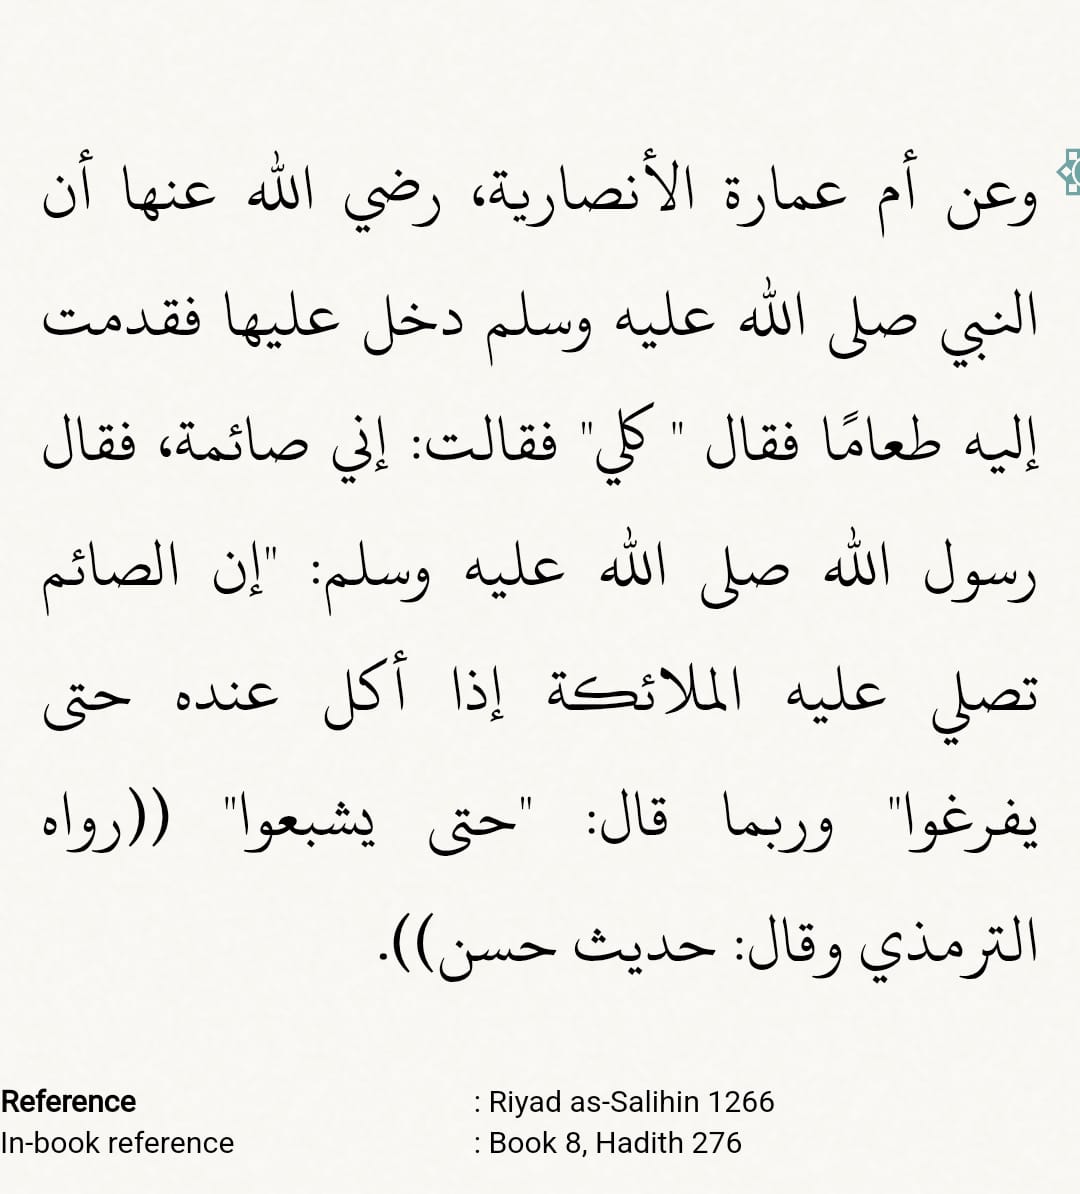 وعن أم عمارة الأنصارية، رضي الله عنها أن
النبي صلى الله عليه وسلم دخل عليها فقدمت
إليه طعامًا فقال " كلي" فقالت: إني صائمة، فقال
رسول الله صلى الله عليه وسلم: "إن الصائم
تصلي عليه الملائكة إذا أكل عنده حتى
يفرغوا" وربما قال: "حتى يشبعوا" ((رواه
الترمذي وقال: حديث حسن)).
Reference : Riyad as-Salihin 1266
In-book reference : Book 8, Hadith 276